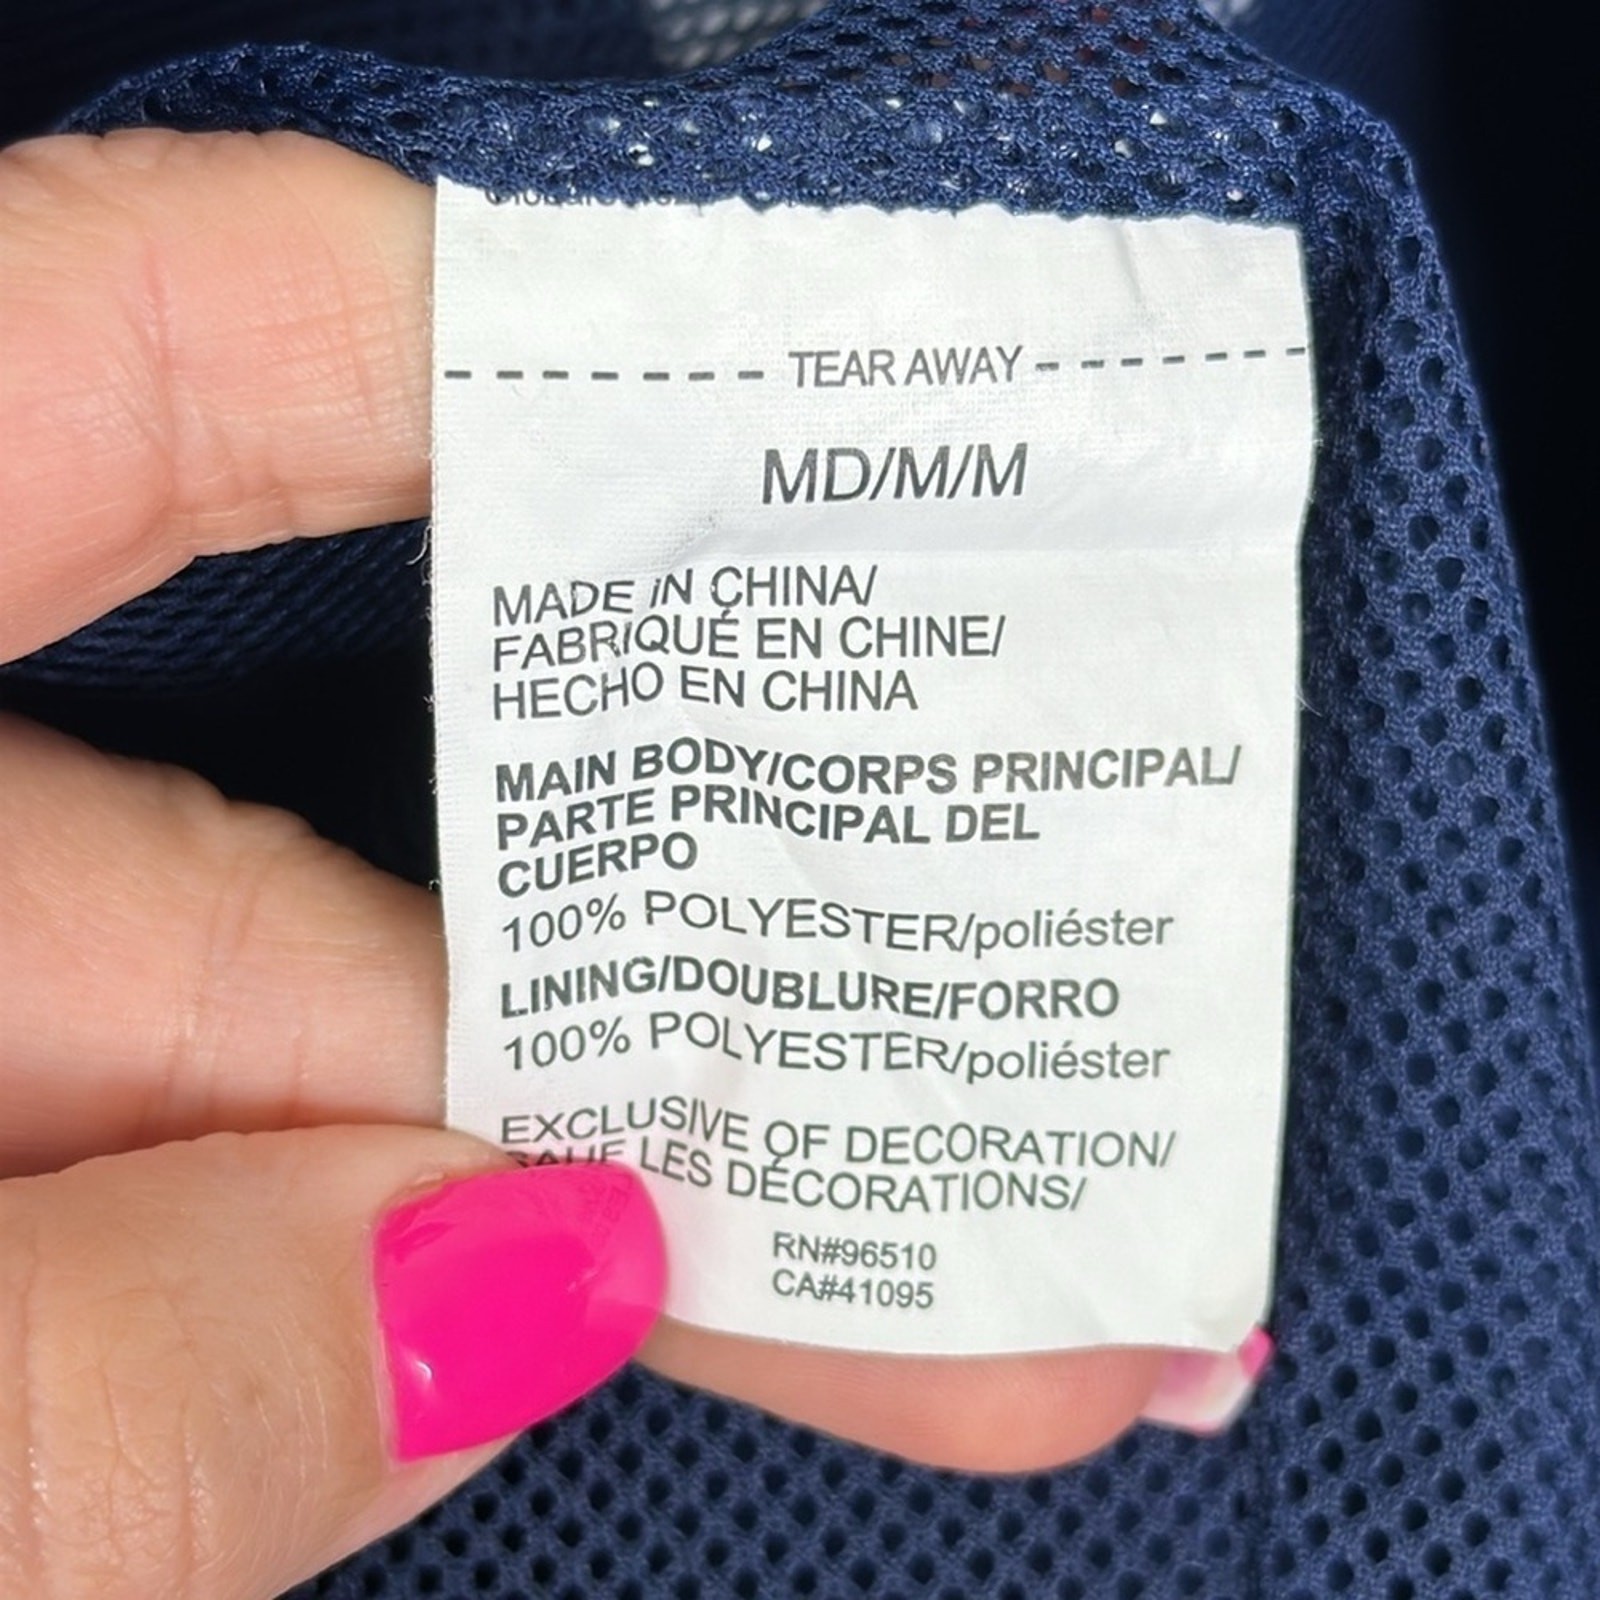 TEAR AWAY
MD/M/M
MADE IN CHINA/
FABRIQUÉ EN CHINE/
HECHO EN CHINA
MAIN BODY/CORPS PRINCIPAL/
PARTE PRINCIPAL DEL
CUERPO
100% POLYESTER/poliéster
LINING/DOUBLURE/FORRO
100% POLYESTER/poliéster
EXCLUSIVE OF DECORATION/
SAUF LES DÉCORATIONS/
RN#96510
CA#41095